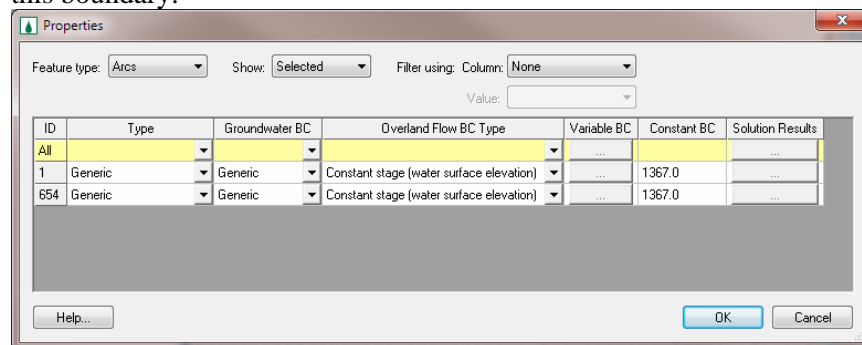 this boundary.
Properties
Feature type: Arcs Show: Selected Filter using: Column: None
Value:
ID Type Groundwater BC Overland Flow BC Type Variable BC Constant BC Solution Results
All ... ...
1 Generic Generic Constant stage (water surface elevation) ... 1367.0 ...
654 Generic Generic Constant stage (water surface elevation) ... 1367.0 ...
Help... OK Cancel